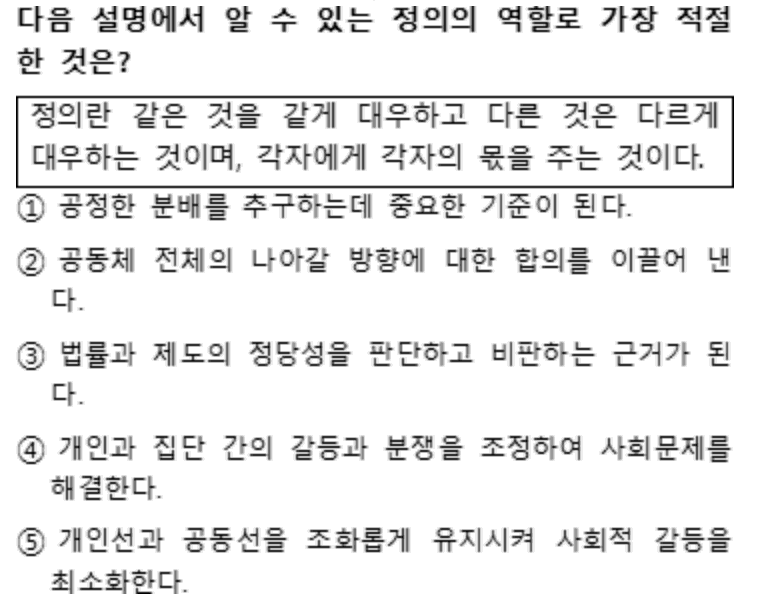 다음 설명에서 알 수 있는 정의의 역할로 가장 적절
한 것은?
정의란 같은 것을 같게 대우하고 다른 것은 다르게
대우하는 것이며, 각자에게 각자의 몫을 주는 것이다.
① 공정한 분배를 추구하는데 중요한 기준이 된다.
② 공동체 전체의 나아갈 방향에 대한 합의를 이끌어 낸
다.
③ 법률과 제도의 정당성을 판단하고 비판하는 근거가 된
다.
④ 개인과 집단 간의 갈등과 분쟁을 조정하여 사회문제를
해결한다.
⑤ 개인선과 공동선을 조화롭게 유지시켜 사회적 갈등을
최소화한다.